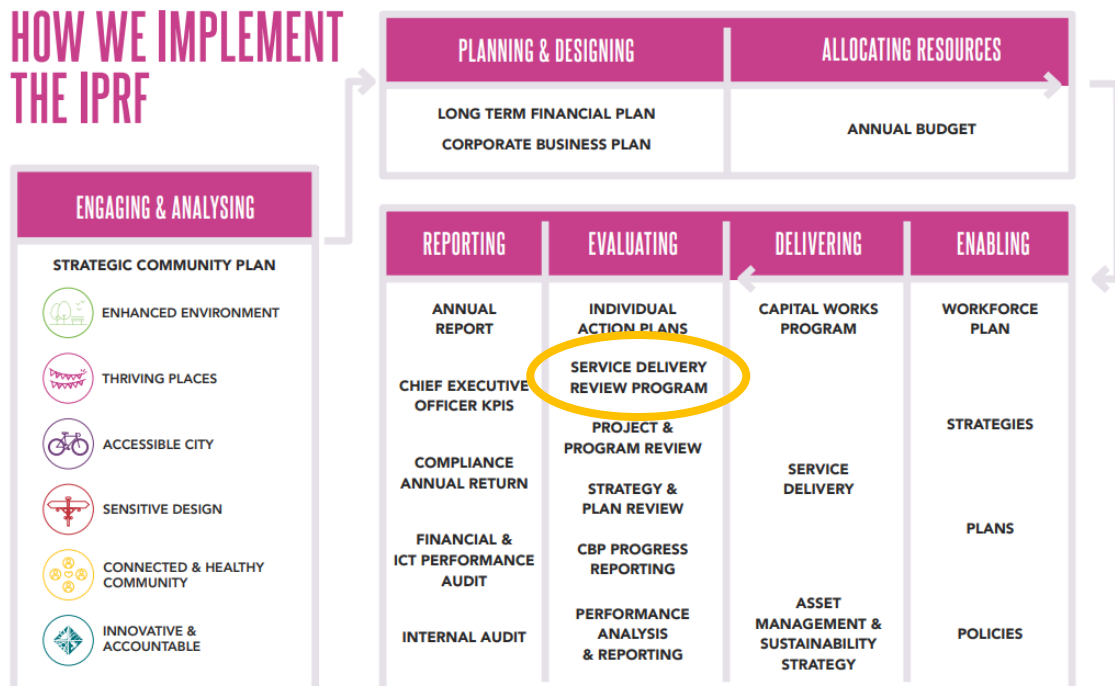 HOW WE IMPLEMENT
THE IPRF
ENGAGING & ANALYSING
STRATEGIC COMMUNITY PLAN
ENHANCED ENVIRONMENT
THRIVING PLACES
ACCESSIBLE CITY
SENSITIVE DESIGN
CONNECTED & HEALTHY
COMMUNITY
INNOVATIVE &
ACCOUNTABLE
PLANNING & DESIGNING
LONG TERM FINANCIAL PLAN
CORPORATE BUSINESS PLAN
ALLOCATING RESOURCES
ANNUAL BUDGET
REPORTING
ANNUAL
REPORT
CHIEF EXECUTIVE
OFFICER KPIS
COMPLIANCE
ANNUAL RETURN
FINANCIAL &
ICT PERFORMANCE
AUDIT
INTERNAL AUDIT
EVALUATING
INDIVIDUAL
ACTION PLANS
SERVICE DELIVERY
REVIEW PROGRAM
PROJECT &
PROGRAM REVIEW
STRATEGY &
PLAN REVIEW
CBP PROGRESS
REPORTING
PERFORMANCE
ANALYSIS
& REPORTING
DELIVERING
CAPITAL WORKS
PROGRAM
SERVICE
DELIVERY
ASSET
MANAGEMENT &
SUSTAINABILITY
STRATEGY
ENABLING
WORKFORCE
PLAN
STRATEGIES
PLANS
POLICIES